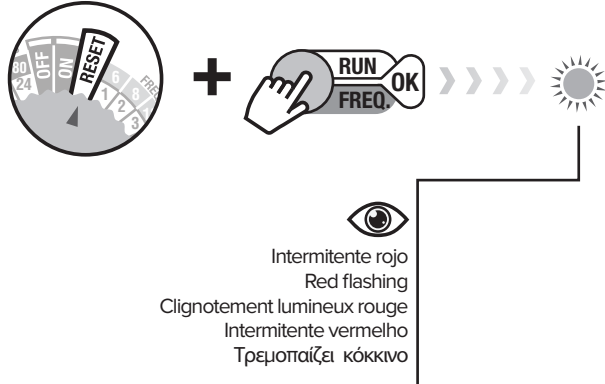 80
24
OFF
ON
RESET
6
8
1
2
3
RUN
FREQ.
OK
Intermitente rojo
Red flashing
Clignotement lumineux rouge
Intermitente vermelho
Τρεμοπαίζει κόκκινο